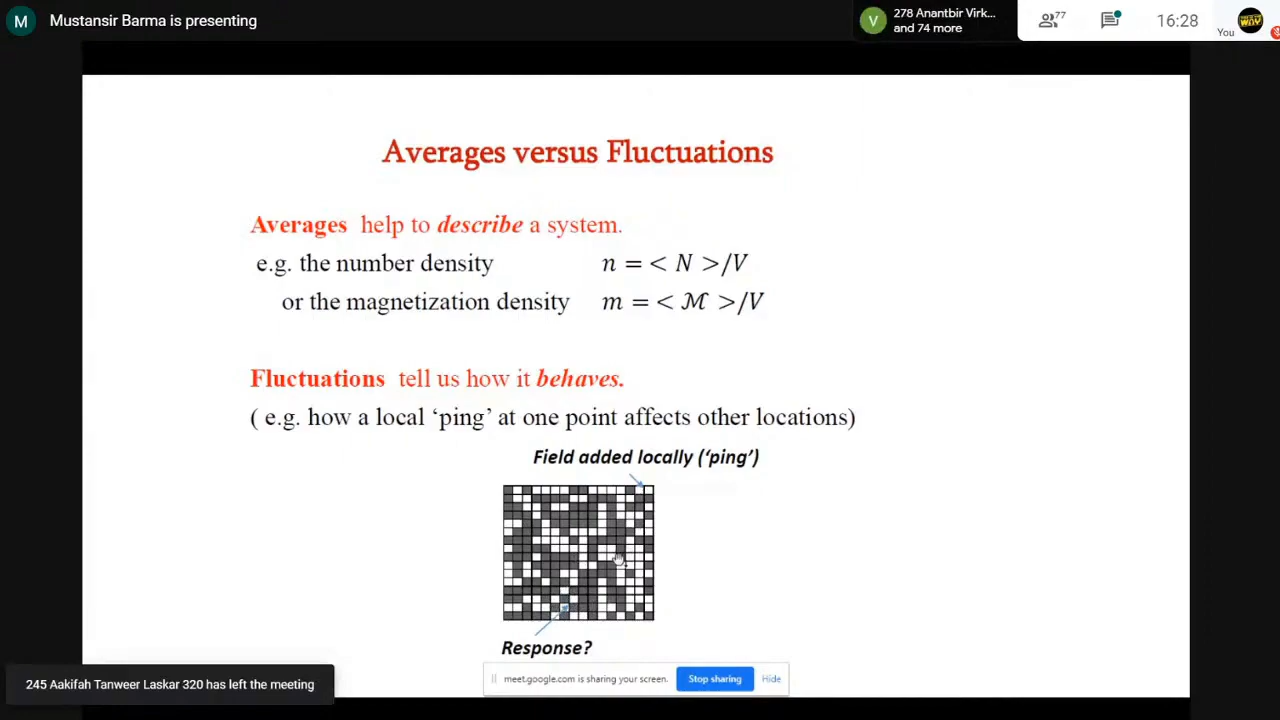 M Mustansir Barma is presenting
V 278 Anantbir Virk...
and 74 more
77
16:28
You
Averages versus Fluctuations
Averages help to describe a system.
e.g. the number density n = < N >/V
or the magnetization density m = < ℳ >/V
Fluctuations tell us how it behaves.
( e.g. how a local ‘ping’ at one point affects other locations)
Field added locally (‘ping’)
Response?
meet.google.com is sharing your screen. Stop sharing Hide
245 Aakifah Tanweer Laskar 320 has left the meeting